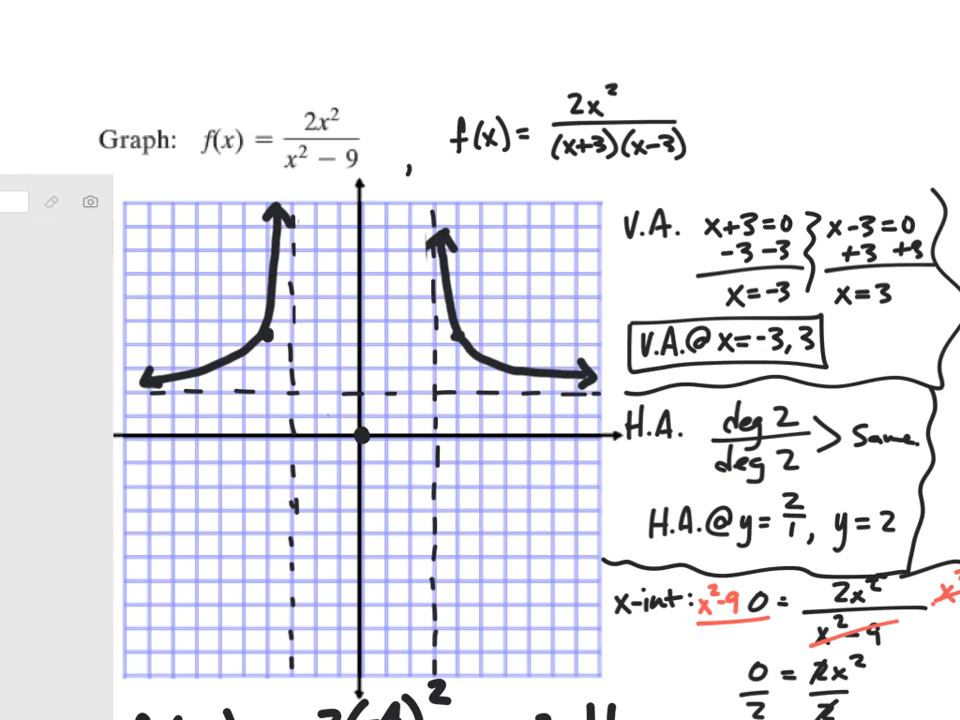 Graph: f(x) = 2x² / x² − 9 ,
f(x) = 2x² / (x+3)(x-3)
V.A. x+3=0 } x-3=0
-3 -3 +3 +3
x=-3 x=3
V.A.@ x=-3, 3
H.A. deg 2 / deg 2 > Same.
H.A.@ y= 2/1, y=2
x-int: x²-9 0 = 2x² / x²-9
0/2 = 2x²/2